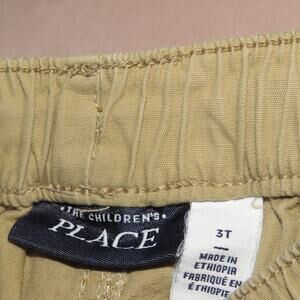 THE CHILDREN'S
PLACE
3T
MADE IN
ETHIOPIA
FABRIQUÉ EN
ÉTHIOPIE